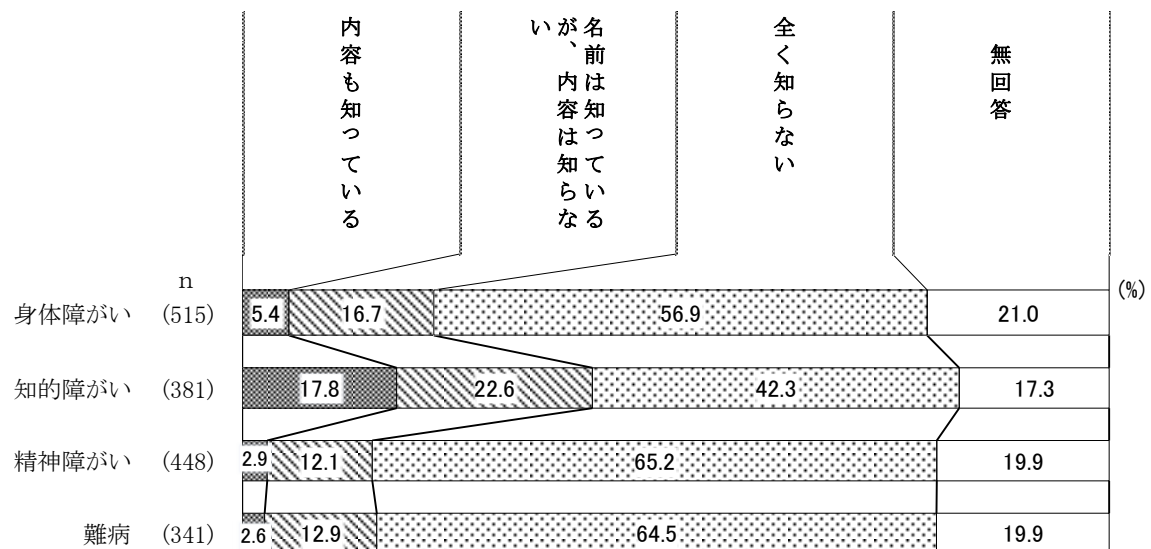 内容も知っている
名前は知っている
が、内容は知らな
い
全く知らない
無回答
n
(%)
身体障がい (515) 5.4 16.7 56.9 21.0
知的障がい (381) 17.8 22.6 42.3 17.3
精神障がい (448) 2.9 12.1 65.2 19.9
難病 (341) 2.6 12.9 64.5 19.9